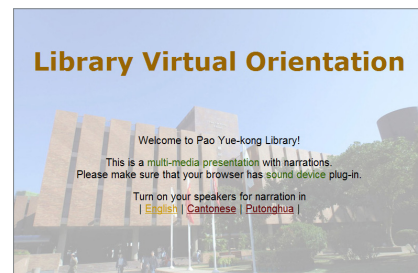 Library Virtual Orientation
Welcome to Pao Yue-kong Library!
This is a multi-media presentation with narrations.
Please make sure that your browser has sound device plug-in.
Turn on your speakers for narration in
| English | Cantonese | Putonghua |